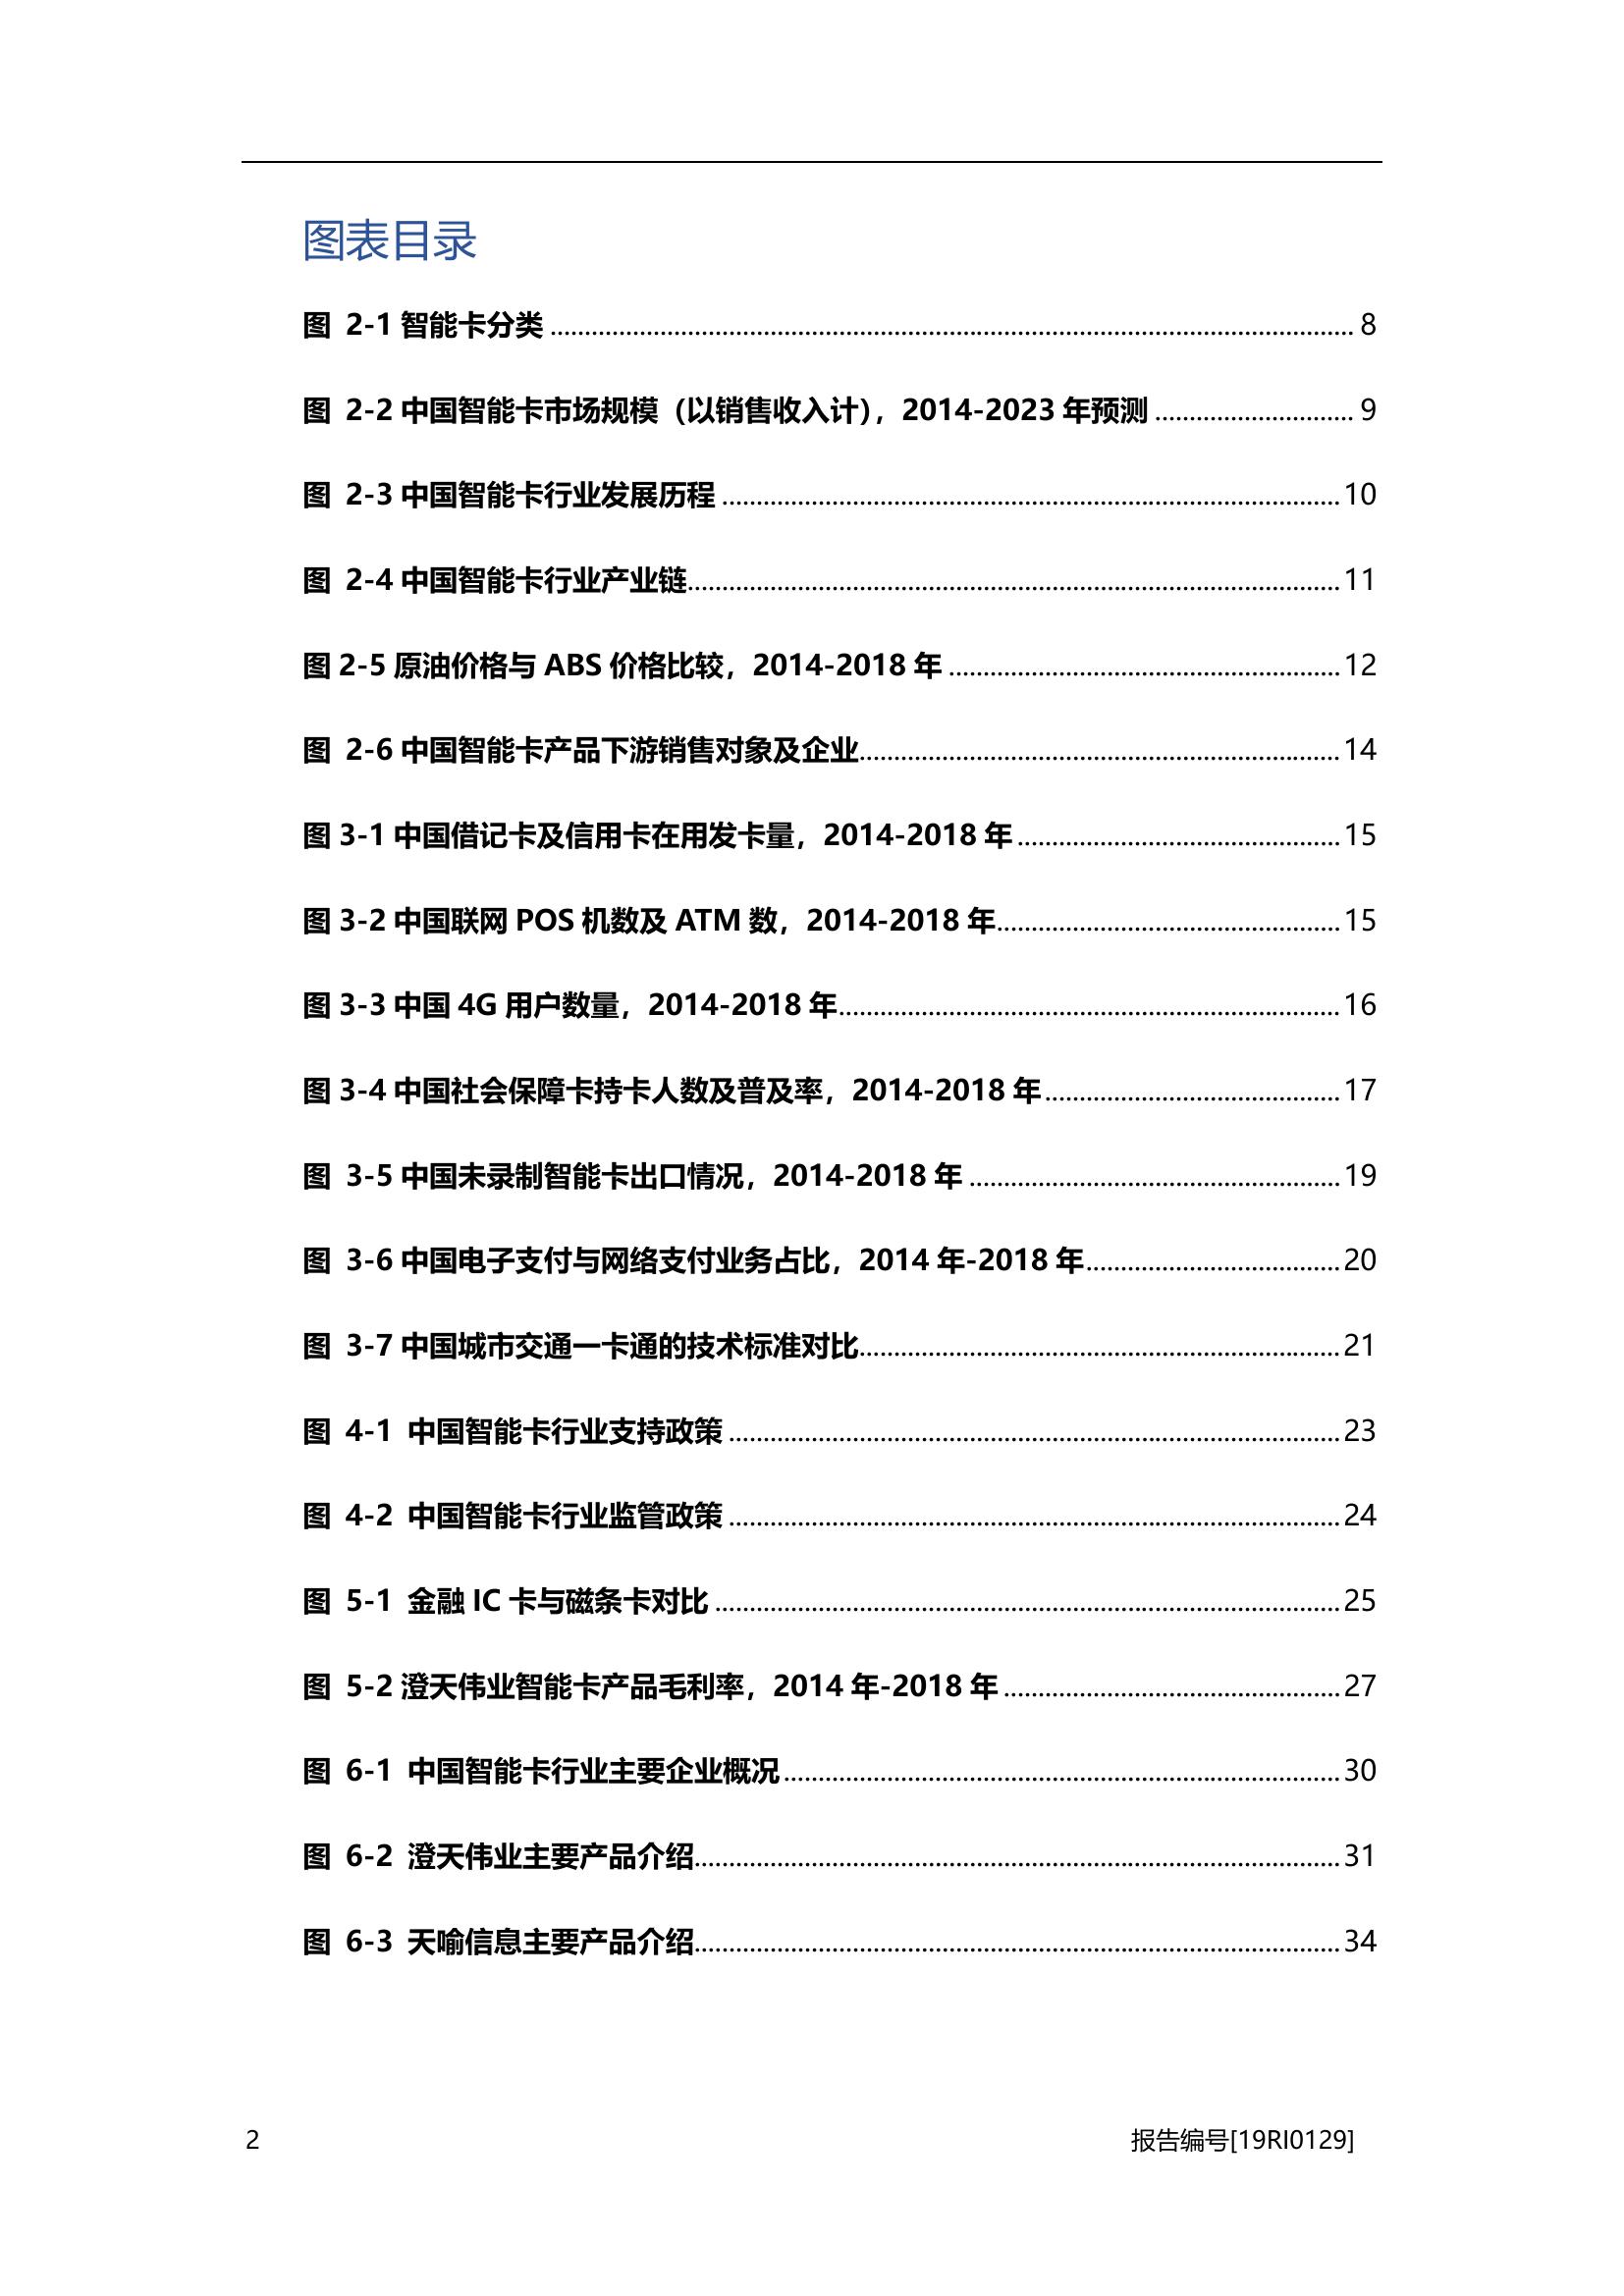 图表目录
图 2-1 智能卡分类 8
图 2-2 中国智能卡市场规模（以销售收入计），2014-2023 年预测 9
图 2-3 中国智能卡行业发展历程 10
图 2-4 中国智能卡行业产业链 11
图 2-5 原油价格与 ABS 价格比较，2014-2018 年 12
图 2-6 中国智能卡产品下游销售对象及企业 14
图 3-1 中国借记卡及信用卡在用发卡量，2014-2018 年 15
图 3-2 中国联网 POS 机数及 ATM 数，2014-2018 年 15
图 3-3 中国 4G 用户数量，2014-2018 年 16
图 3-4 中国社会保障卡持卡人数及普及率，2014-2018 年 17
图 3-5 中国未录制智能卡出口情况，2014-2018 年 19
图 3-6 中国电子支付与网络支付业务占比，2014 年-2018 年 20
图 3-7 中国城市交通一卡通的技术标准对比 21
图 4-1 中国智能卡行业支持政策 23
图 4-2 中国智能卡行业监管政策 24
图 5-1 金融 IC 卡与磁条卡对比 25
图 5-2 澄天伟业智能卡产品毛利率，2014 年-2018 年 27
图 6-1 中国智能卡行业主要企业概况 30
图 6-2 澄天伟业主要产品介绍 31
图 6-3 天喻信息主要产品介绍 34
2 报告编号[19RI0129]